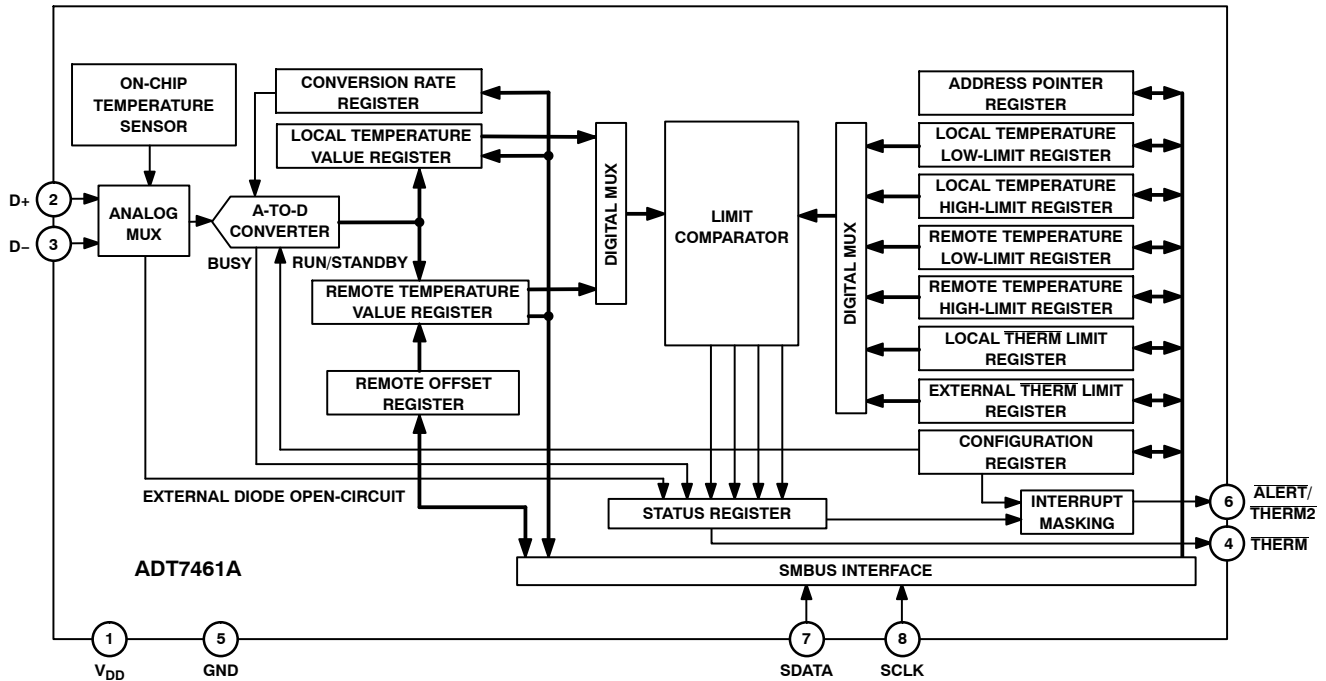 ON-CHIP
TEMPERATURE
SENSOR
CONVERSION RATE
REGISTER
LOCAL TEMPERATURE
VALUE REGISTER
ADDRESS POINTER
REGISTER
LOCAL TEMPERATURE
LOW-LIMIT REGISTER
LOCAL TEMPERATURE
HIGH-LIMIT REGISTER
REMOTE TEMPERATURE
LOW-LIMIT REGISTER
REMOTE TEMPERATURE
HIGH-LIMIT REGISTER
LOCAL THERM LIMIT
REGISTER
EXTERNAL THERM LIMIT
REGISTER
CONFIGURATION
REGISTER
D+
2
D−
3
ANALOG
MUX
A-TO-D
CONVERTER
BUSY
RUN/STANDBY
DIGITAL MUX
LIMIT
COMPARATOR
DIGITAL MUX
REMOTE TEMPERATURE
VALUE REGISTER
REMOTE OFFSET
REGISTER
EXTERNAL DIODE OPEN-CIRCUIT
STATUS REGISTER
INTERRUPT
MASKING
6
ALERT/
THERM2
4
THERM
ADT7461A
SMBUS INTERFACE
1
VDD
5
GND
7
SDATA
8
SCLK